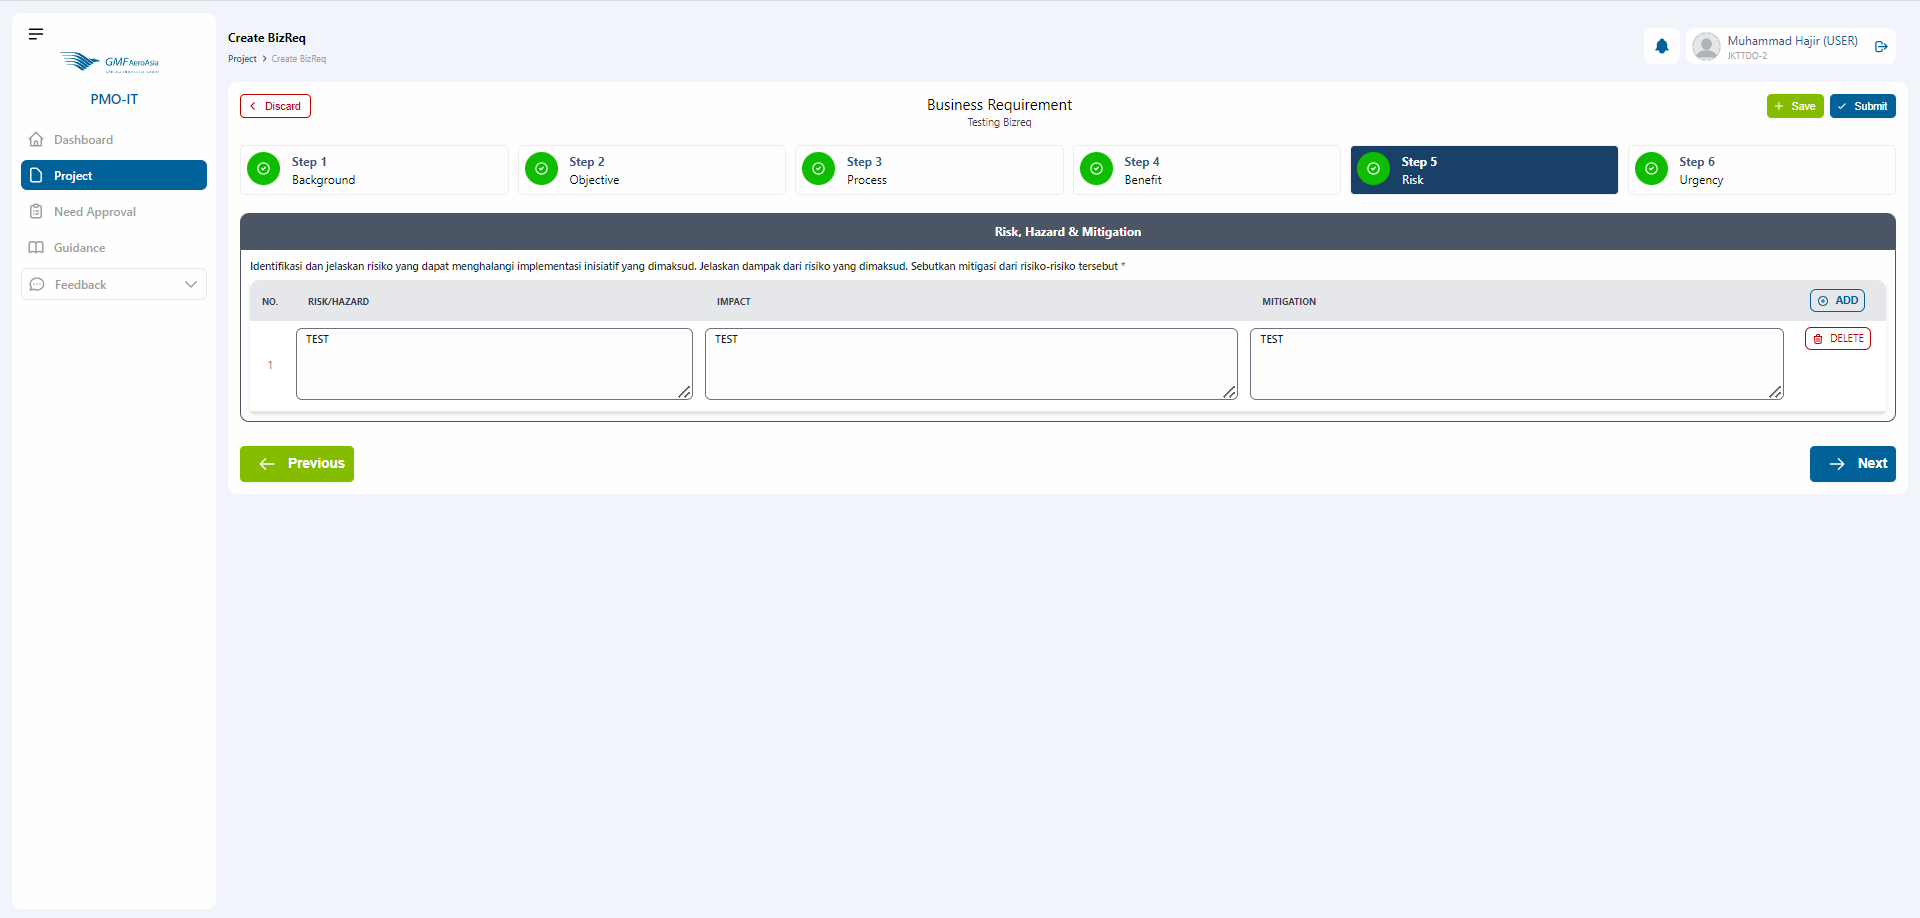 GMF AeroAsia
PMO-IT
Dashboard
Project
Need Approval
Guidance
Feedback
Create BizReq
Project > Create BizReq
Muhammad Hajir (USER)
JKTTDO-2
Discard
Business Requirement
Testing Bizreq
+ Save
Submit
Step 1
Background
Step 2
Objective
Step 3
Process
Step 4
Benefit
Step 5
Risk
Step 6
Urgency
Risk, Hazard & Mitigation
Identifikasi dan jelaskan risiko yang dapat menghalangi implementasi inisiatif yang dimaksud. Jelaskan dampak dari risiko yang dimaksud. Sebutkan mitigasi dari risiko-risiko tersebut *
NO. RISK/HAZARD IMPACT MITIGATION ADD
1 TEST TEST TEST DELETE
Previous
Next